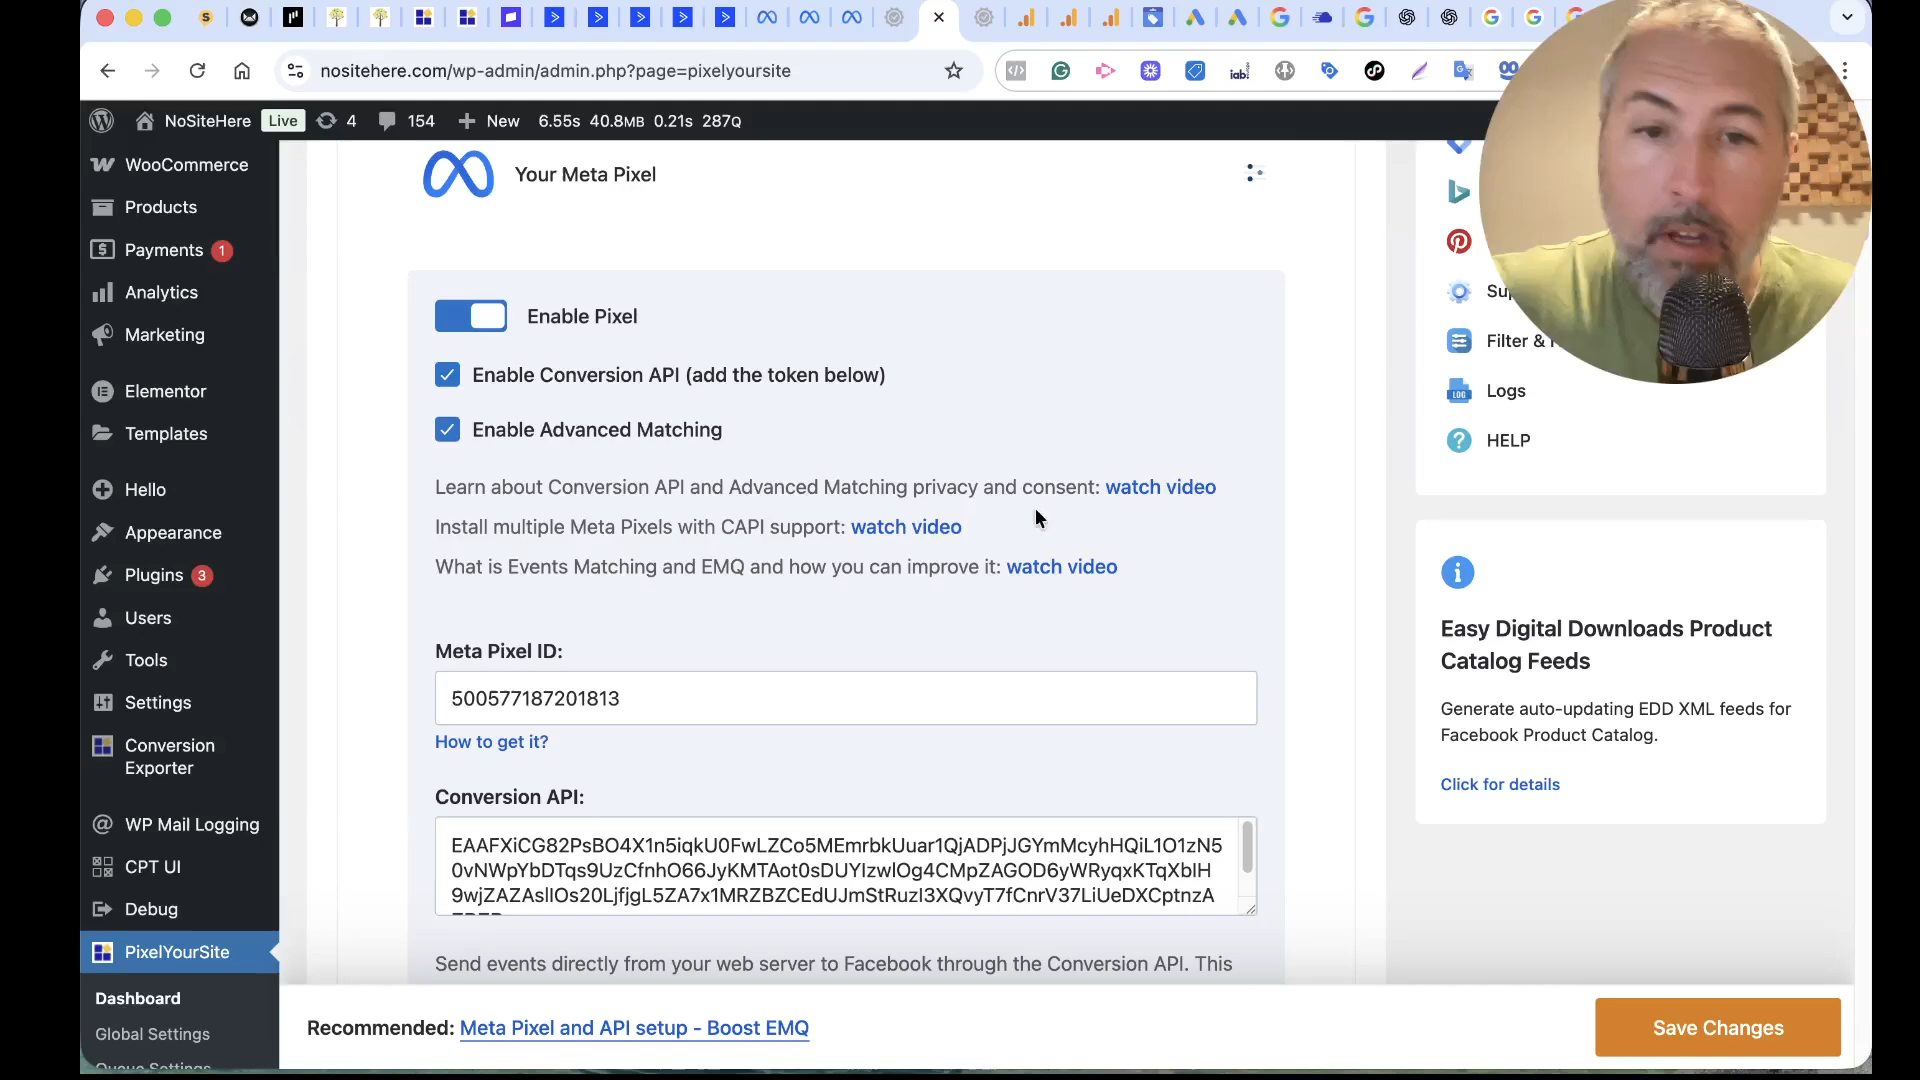 nositehere.com/wp-admin/admin.php?page=pixelyoursite
NoSiteHere
Live
4
154
New
6.55s 40.8MB 0.21s 287Q
WooCommerce
Products
Payments 1
Analytics
Marketing
Elementor
Templates
Hello
Appearance
Plugins 3
Users
Tools
Settings
Conversion
Exporter
WP Mail Logging
CPT UI
Debug
PixelYourSite
Dashboard
Global Settings
Your Meta Pixel
Enable Pixel
Enable Conversion API (add the token below)
Enable Advanced Matching
Learn about Conversion API and Advanced Matching privacy and consent: watch video
Install multiple Meta Pixels with CAPI support: watch video
What is Events Matching and EMQ and how you can improve it: watch video
Meta Pixel ID:
500577187201813
How to get it?
Conversion API:
EAAFXiCG82PsBO4X1n5iqkU0FwLZCo5MEmrbkUuar1QjADPjJGYmMcyhHQiL1O1zN5
0vNWpYbDTqs9UzCfnhO66JyKMTAot0sDUYIzwlOg4CMpZAGOD6yWRyqxKTqXblH
9wjZAZAsllOs20LjfjgL5ZA7x1MRZBZCEdUJmStRuzI3XQvyT7fCnrV37LiUeDXCptnzA
Send events directly from your web server to Facebook through the Conversion API. This
Recommended: Meta Pixel and API setup - Boost EMQ
Save Changes
Filter &
Logs
HELP
Easy Digital Downloads Product
Catalog Feeds
Generate auto-updating EDD XML feeds for
Facebook Product Catalog.
Click for details